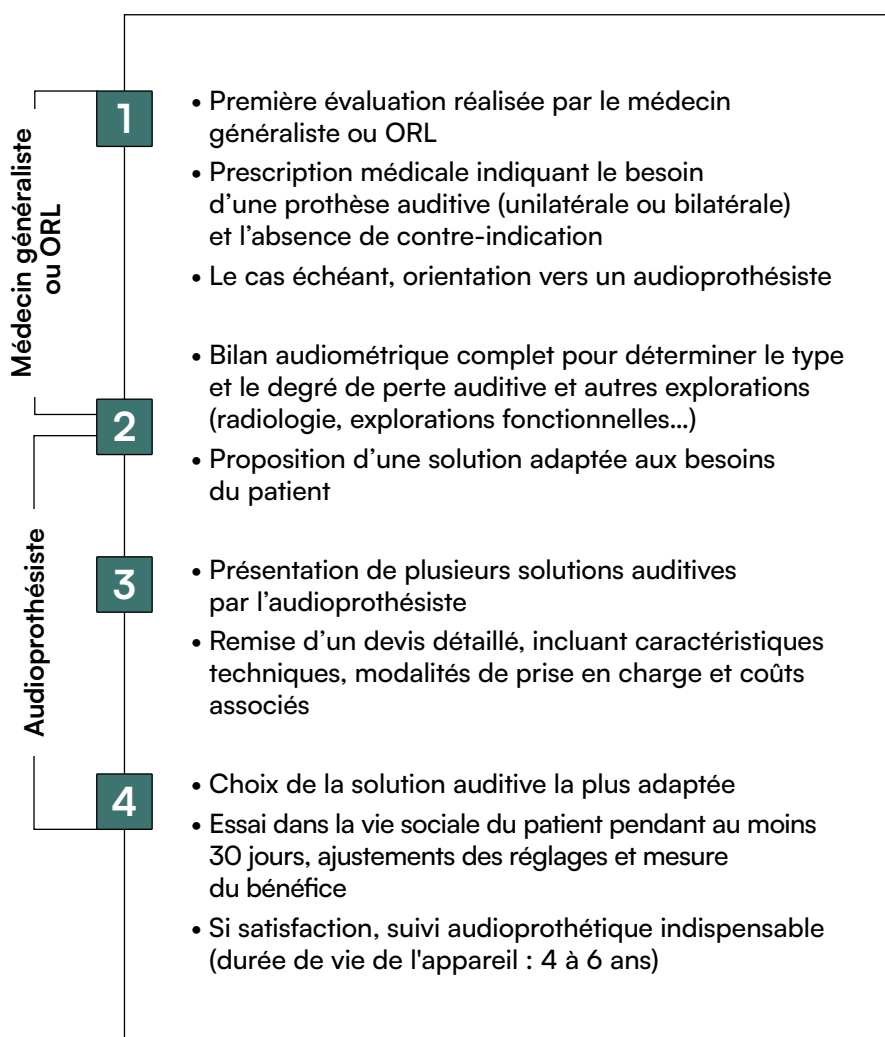 Médecin généraliste
ou ORL
1
• Première évaluation réalisée par le médecin
généraliste ou ORL
• Prescription médicale indiquant le besoin
d’une prothèse auditive (unilatérale ou bilatérale)
et l’absence de contre-indication
• Le cas échéant, orientation vers un audioprothésiste
2
• Bilan audiométrique complet pour déterminer le type
et le degré de perte auditive et autres explorations
(radiologie, explorations fonctionnelles...)
• Proposition d’une solution adaptée aux besoins
du patient
Audioprothésiste
3
• Présentation de plusieurs solutions auditives
par l’audioprothésiste
• Remise d’un devis détaillé, incluant caractéristiques
techniques, modalités de prise en charge et coûts
associés
4
• Choix de la solution auditive la plus adaptée
• Essai dans la vie sociale du patient pendant au moins
30 jours, ajustements des réglages et mesure
du bénéfice
• Si satisfaction, suivi audioprothétique indispensable
(durée de vie de l'appareil : 4 à 6 ans)